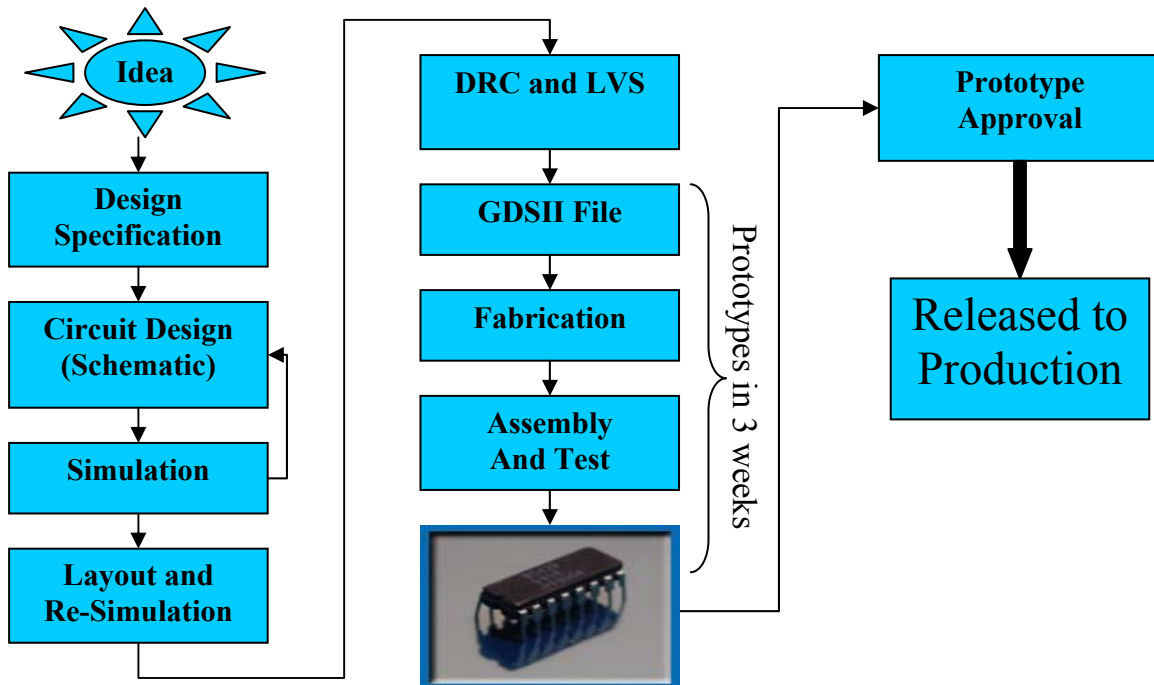 Idea
Design
Specification
Circuit Design
(Schematic)
Simulation
Layout and
Re-Simulation
DRC and LVS
GDSII File
Fabrication
Assembly
And Test
Prototypes in 3 weeks
Prototype
Approval
Released to
Production